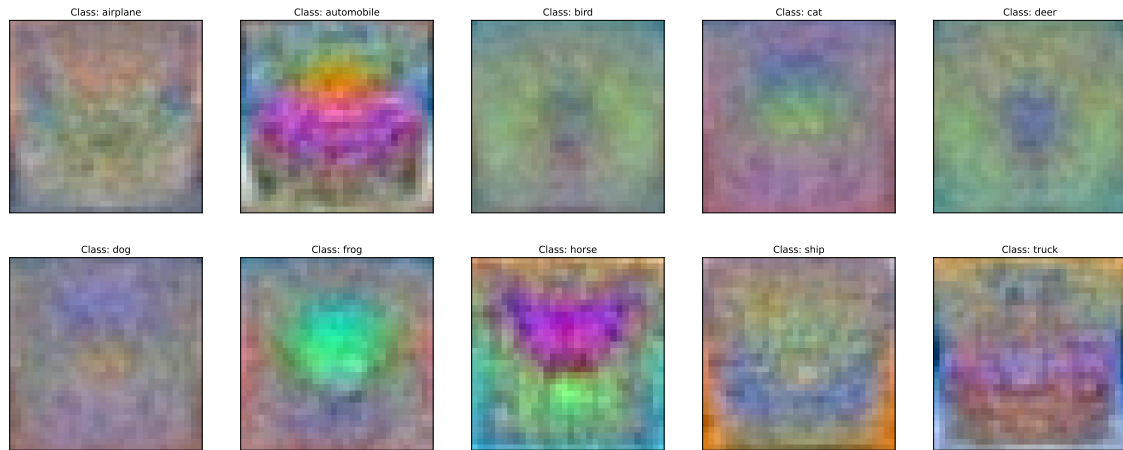 Class: airplane
Class: automobile
Class: bird
Class: cat
Class: deer
Class: dog
Class: frog
Class: horse
Class: ship
Class: truck